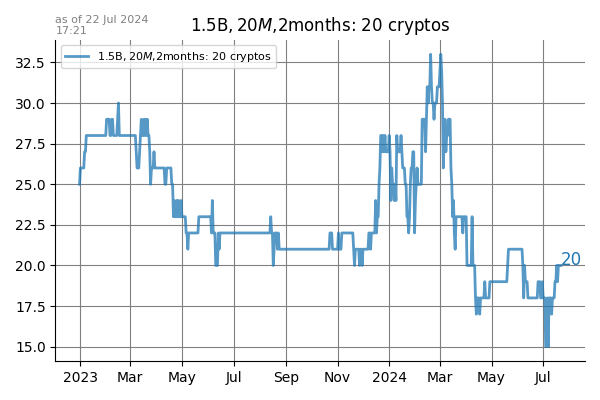 as of 22 Jul 2024
17:21
1.5B, 20M,2months: 20 cryptos
1.5B, 20M,2months: 20 cryptos
32.5
30.0
27.5
25.0
22.5
20.0
17.5
15.0
20
2023 Mar May Jul Sep Nov 2024 Mar May Jul